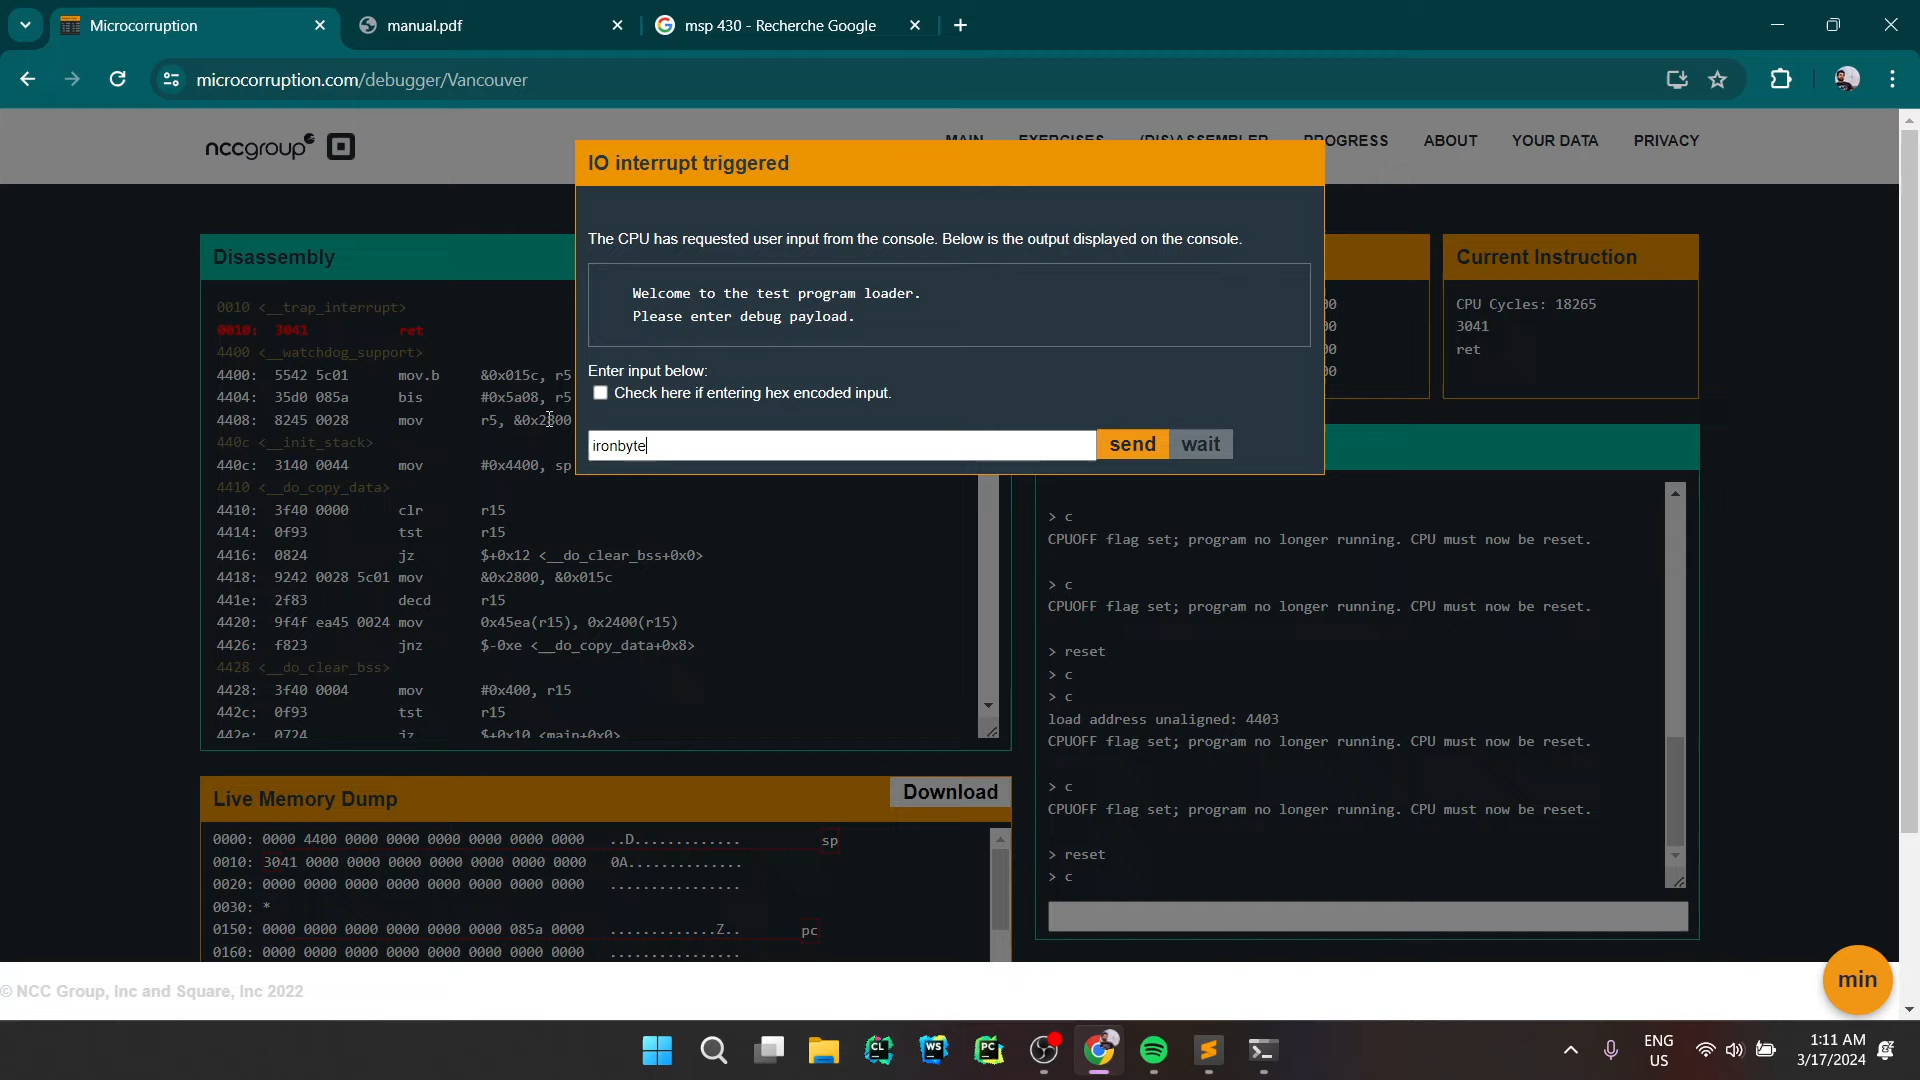 Microcorruption
manual.pdf
msp 430 - Recherche Google
microcorruption.com/debugger/Vancouver
nccgroup
MAIN EXERCISES (DIS)ASSEMBLER PROGRESS ABOUT YOUR DATA PRIVACY
IO interrupt triggered
The CPU has requested user input from the console. Below is the output displayed on the console.
Welcome to the test program loader.
Please enter debug payload.
Enter input below:
Check here if entering hex encoded input.
ironbyte
send
wait
Disassembly
0010 <__trap_interrupt>
0010: 3041 ret
4400 <__watchdog_support>
4400: 5542 5c01 mov.b &0x015c, r5
4404: 35d0 085a bis #0x5a08, r5
4408: 8245 0028 mov r5, &0x2800
440c <__init_stack>
440c: 3140 0044 mov #0x4400, sp
4410 <__do_copy_data>
4410: 3f40 0000 clr r15
4414: 0f93 tst r15
4416: 0824 jz $+0x12 <__do_clear_bss+0x0>
4418: 9242 0028 5c01 mov &0x2800, &0x015c
441e: 2f83 decd r15
4420: 9f4f ea45 0024 mov 0x45ea(r15), 0x2400(r15)
4426: f823 jnz $-0xe <__do_copy_data+0x8>
4428 <__do_clear_bss>
4428: 3f40 0004 mov #0x400, r15
442c: 0f93 tst r15
442e: 0724 jz $+0x10 <main+0x0>
00
00
00
00
Current Instruction
CPU Cycles: 18265
3041
ret
> c
CPUOFF flag set; program no longer running. CPU must now be reset.
> c
CPUOFF flag set; program no longer running. CPU must now be reset.
> reset
> c
> c
load address unaligned: 4403
CPUOFF flag set; program no longer running. CPU must now be reset.
> c
CPUOFF flag set; program no longer running. CPU must now be reset.
> reset
> c
Live Memory Dump
Download
0000: 0000 4400 0000 0000 0000 0000 0000 0000 ..D............. sp
0010: 3041 0000 0000 0000 0000 0000 0000 0000 0A..............
0020: 0000 0000 0000 0000 0000 0000 0000 0000 ................
0030: *
0150: 0000 0000 0000 0000 0000 0000 085a 0000 .............Z.. pc
0160: 0000 0000 0000 0000 0000 0000 0000 0000 ................
min
© NCC Group, Inc and Square, Inc 2022
CL
WS
PC
ENG
US
1:11 AM
3/17/2024